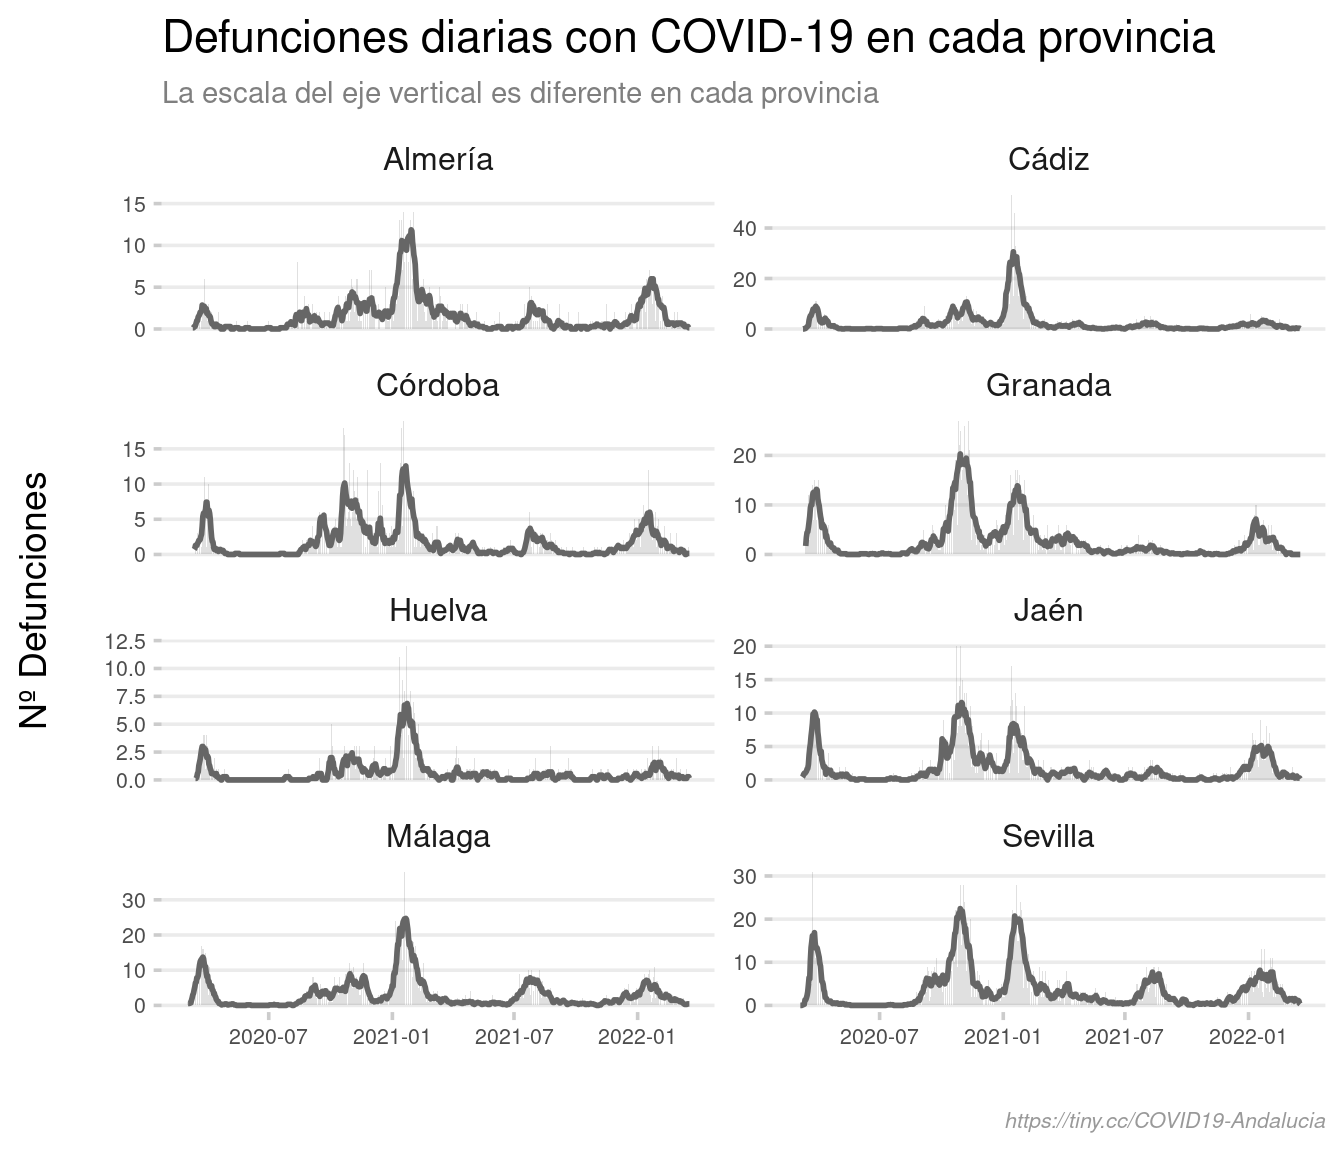 Defunciones diarias con COVID-19 en cada provincia
La escala del eje vertical es diferente en cada provincia
Nº Defunciones
Almería
15
10
5
0
Cádiz
40
20
0
Córdoba
15
10
5
0
Granada
20
10
0
Huelva
12.5
10.0
7.5
5.0
2.5
0.0
Jaén
20
15
10
5
0
Málaga
30
20
10
0
2020-07 2021-01 2021-07 2022-01
Sevilla
30
20
10
0
2020-07 2021-01 2021-07 2022-01
https://tiny.cc/COVID19-Andalucia